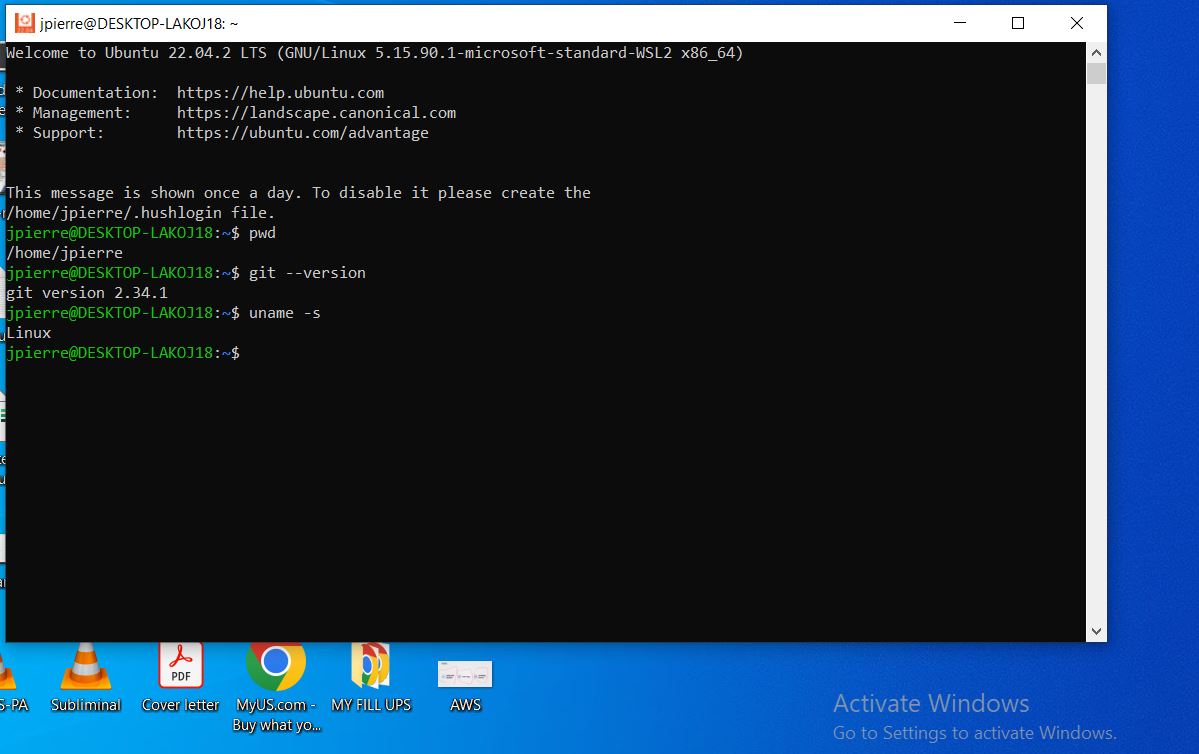 jpierre@DESKTOP-LAKOJ18: ~
Welcome to Ubuntu 22.04.2 LTS (GNU/Linux 5.15.90.1-microsoft-standard-WSL2 x86_64)
* Documentation: https://help.ubuntu.com
* Management: https://landscape.canonical.com
* Support: https://ubuntu.com/advantage
This message is shown once a day. To disable it please create the
/home/jpierre/.hushlogin file.
jpierre@DESKTOP-LAKOJ18:~$ pwd
/home/jpierre
jpierre@DESKTOP-LAKOJ18:~$ git --version
git version 2.34.1
jpierre@DESKTOP-LAKOJ18:~$ uname -s
Linux
jpierre@DESKTOP-LAKOJ18:~$
PDF
S-PA Subliminal Cover letter MyUS.com - MY FILL UPS AWS
Buy what yo...
Activate Windows
Go to Settings to activate Windows.